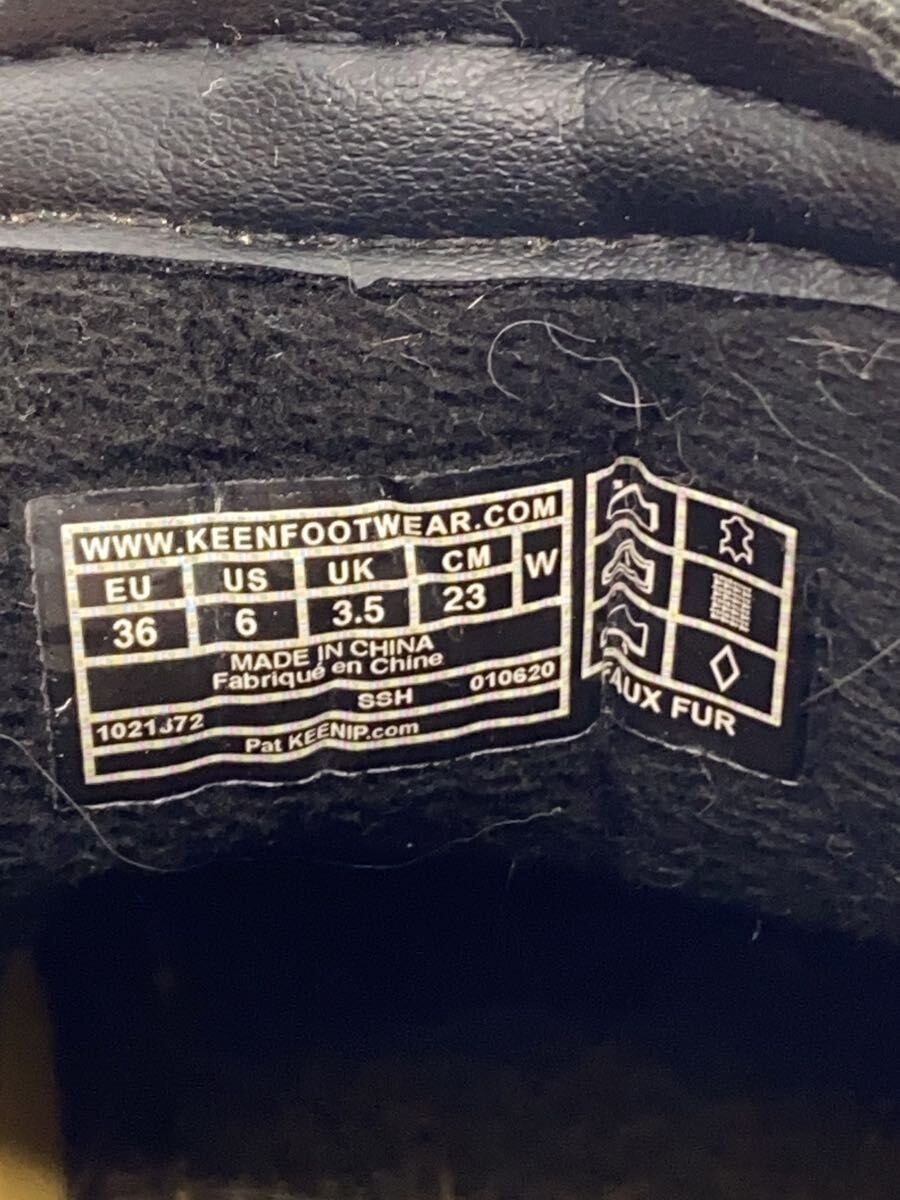 WWW.KEENFOOTWEAR.COM
EU US UK CM W
36 6 3.5 23
MADE IN CHINA
Fabriqué en Chine
SSH 010620
Pat KEENIP.com
FAUX FUR